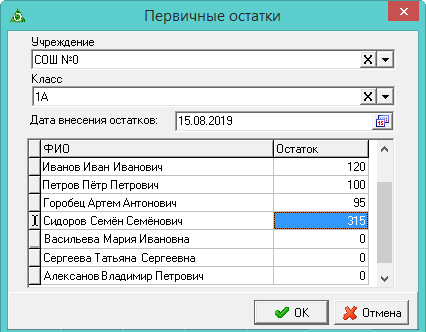 Первичные остатки
Учреждение
СОШ №0
Класс
1А
Дата внесения остатков: 15.08.2019
ФИО Остаток
Иванов Иван Иванович 120
Петров Пётр Петрович 100
Горобец Артем Антонович 95
Сидоров Семён Семёнович 315
Васильева Мария Ивановна 0
Сергеева Татьяна Сергеевна 0
Алексанов Владимир Петрович 0
OK Отмена